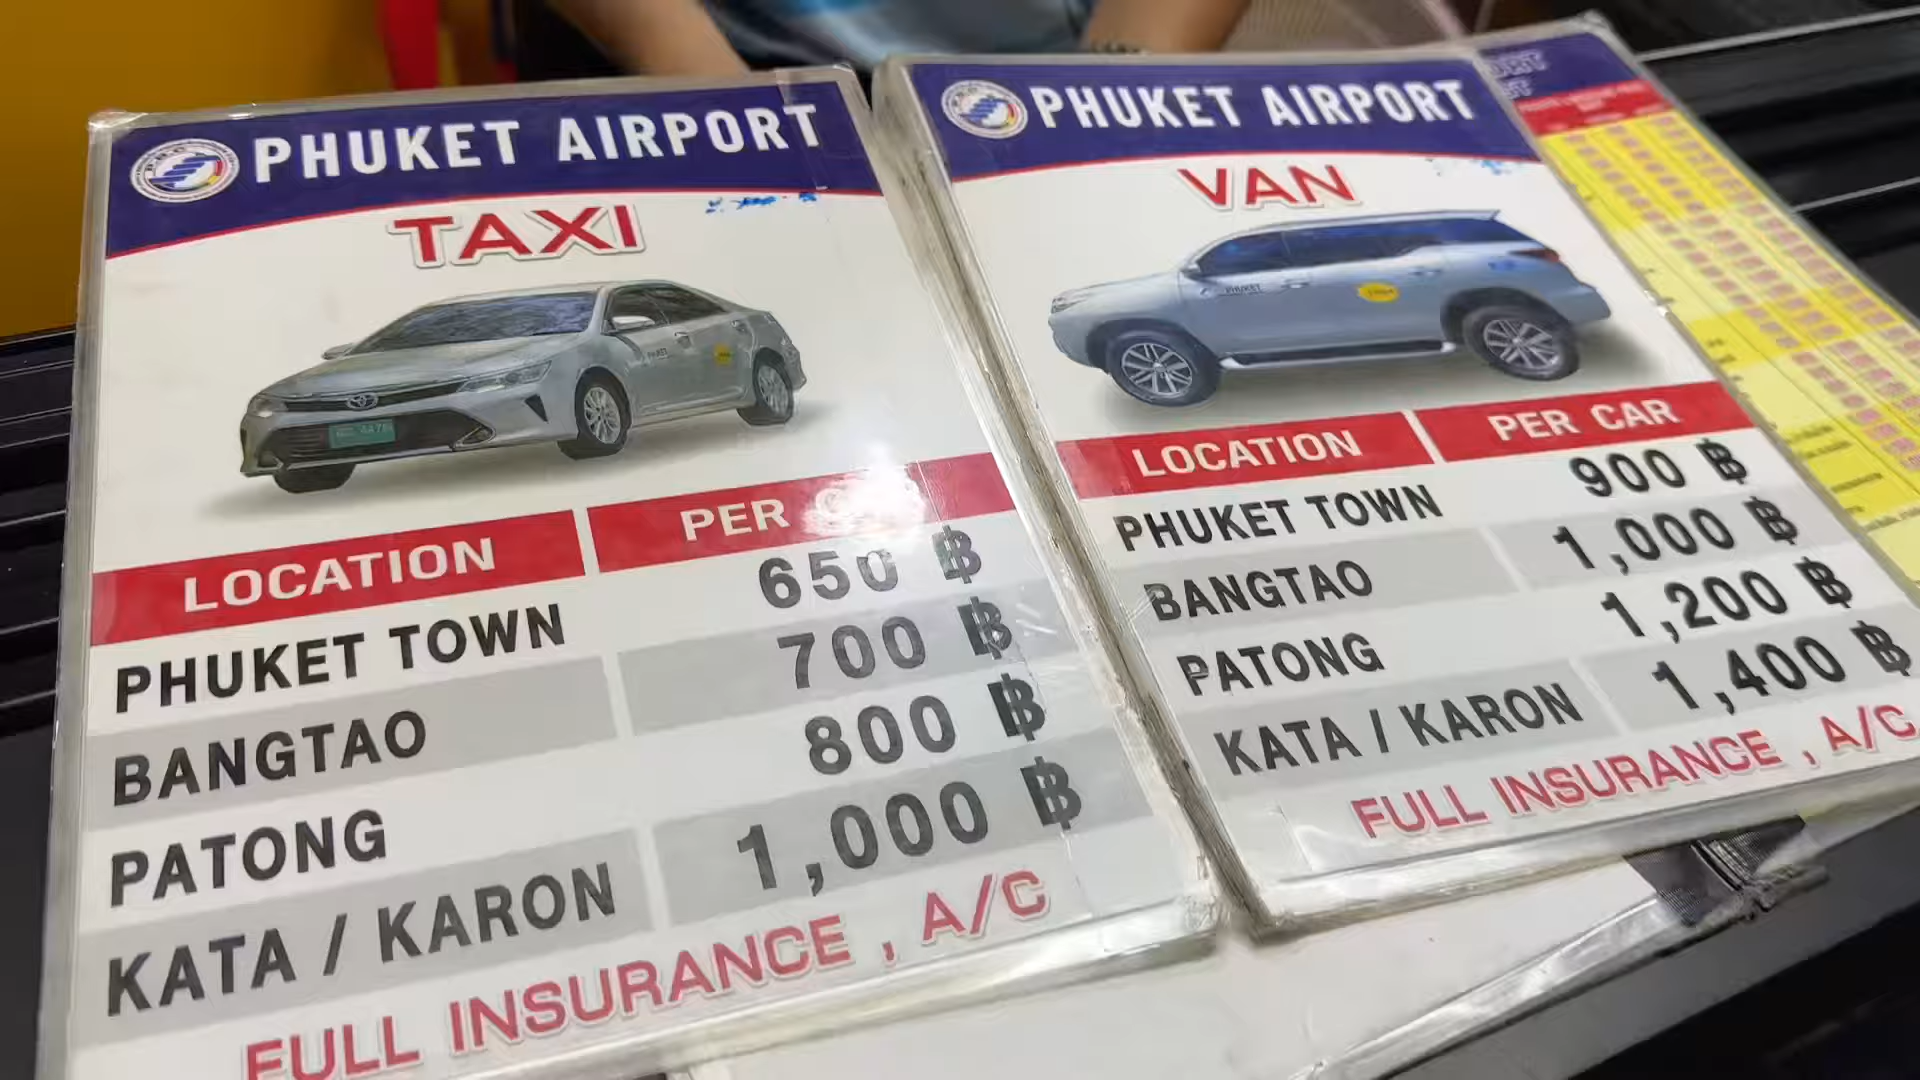 PHUKET AIRPORT
TAXI
LOCATION PER
PHUKET TOWN 650 ฿
BANGTAO 700 ฿
PATONG 800 ฿
KATA / KARON 1,000 ฿
FULL INSURANCE , A/C
PHUKET AIRPORT
VAN
PHUKET
LOCATION PER CAR
PHUKET TOWN 900 ฿
BANGTAO 1,000 ฿
PATONG 1,200 ฿
KATA / KARON 1,400 ฿
FULL INSURANCE , A/C